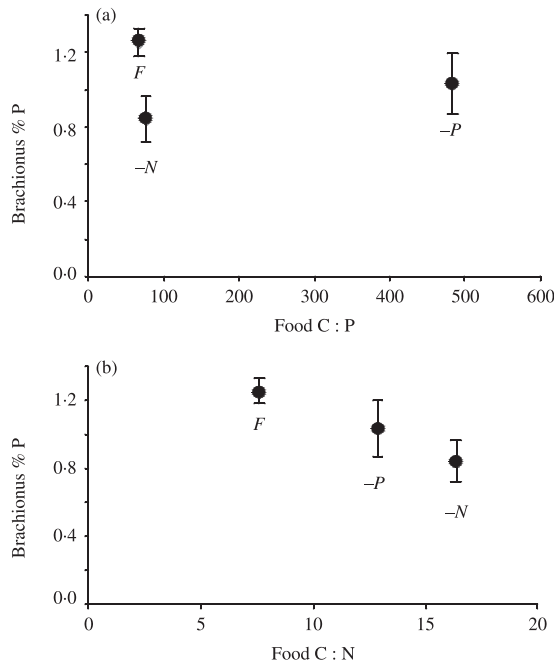 (a)
1·2
0·8
0·4
0·0
Brachionus % P
F
–N
–P
0 100 200 300 400 500 600
Food C : P
(b)
1·2
0·8
0·4
0·0
Brachionus % P
F
–P
–N
0 5 10 15 20
Food C : N